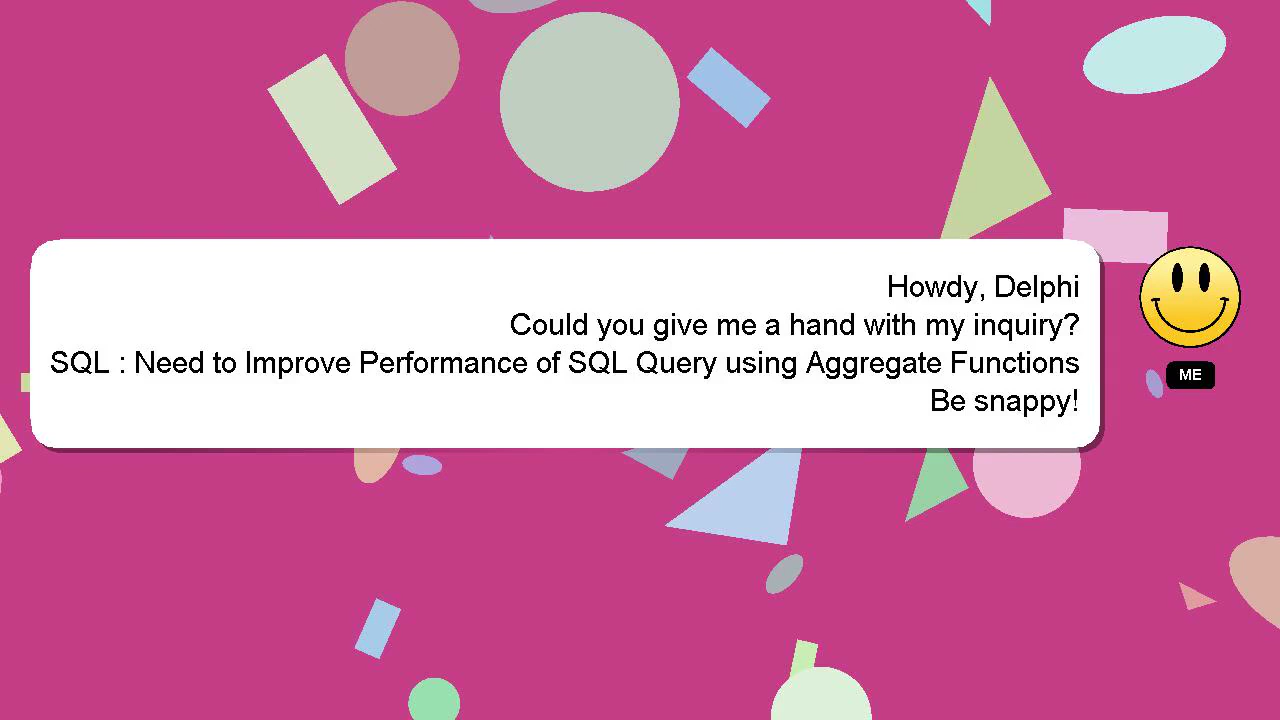 Howdy, Delphi
Could you give me a hand with my inquiry?
SQL : Need to Improve Performance of SQL Query using Aggregate Functions
Be snappy!
ME